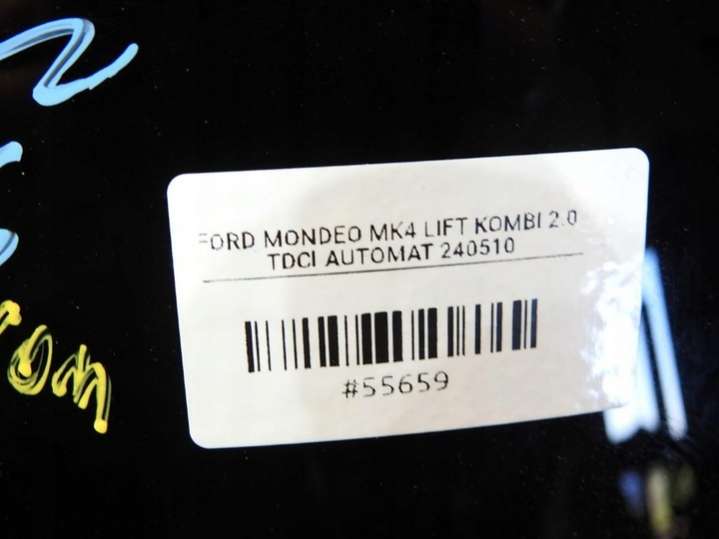 FORD MONDEO MK4 LIFT KOMBI 2.0
TDCI AUTOMAT 240510
#55659